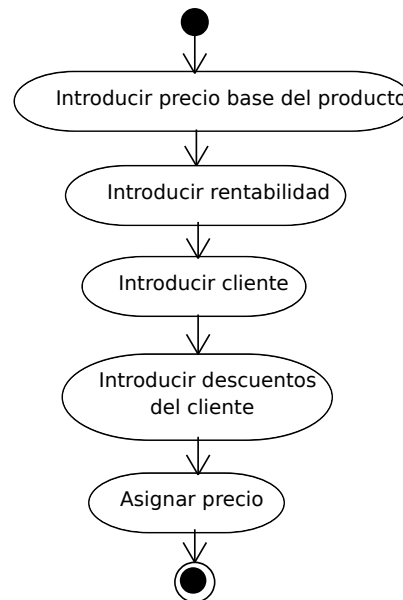 Introducir precio base del producto
Introducir rentabilidad
Introducir cliente
Introducir descuentos
del cliente
Asignar precio